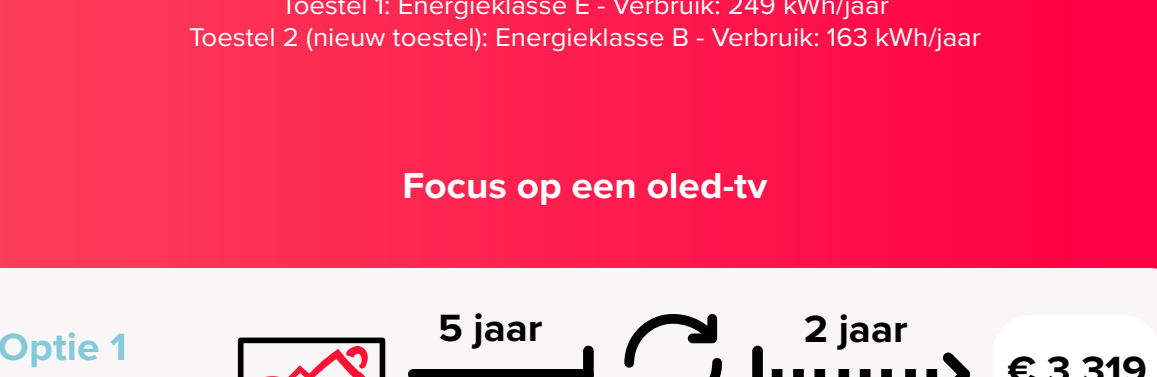 Toestel 1: Energieklasse E - Verbruik: 249 kWh/jaar
Toestel 2 (nieuw toestel): Energieklasse B - Verbruik: 163 kWh/jaar
Focus op een oled-tv
5 jaar
2 jaar
Optie 1
€ 3 319